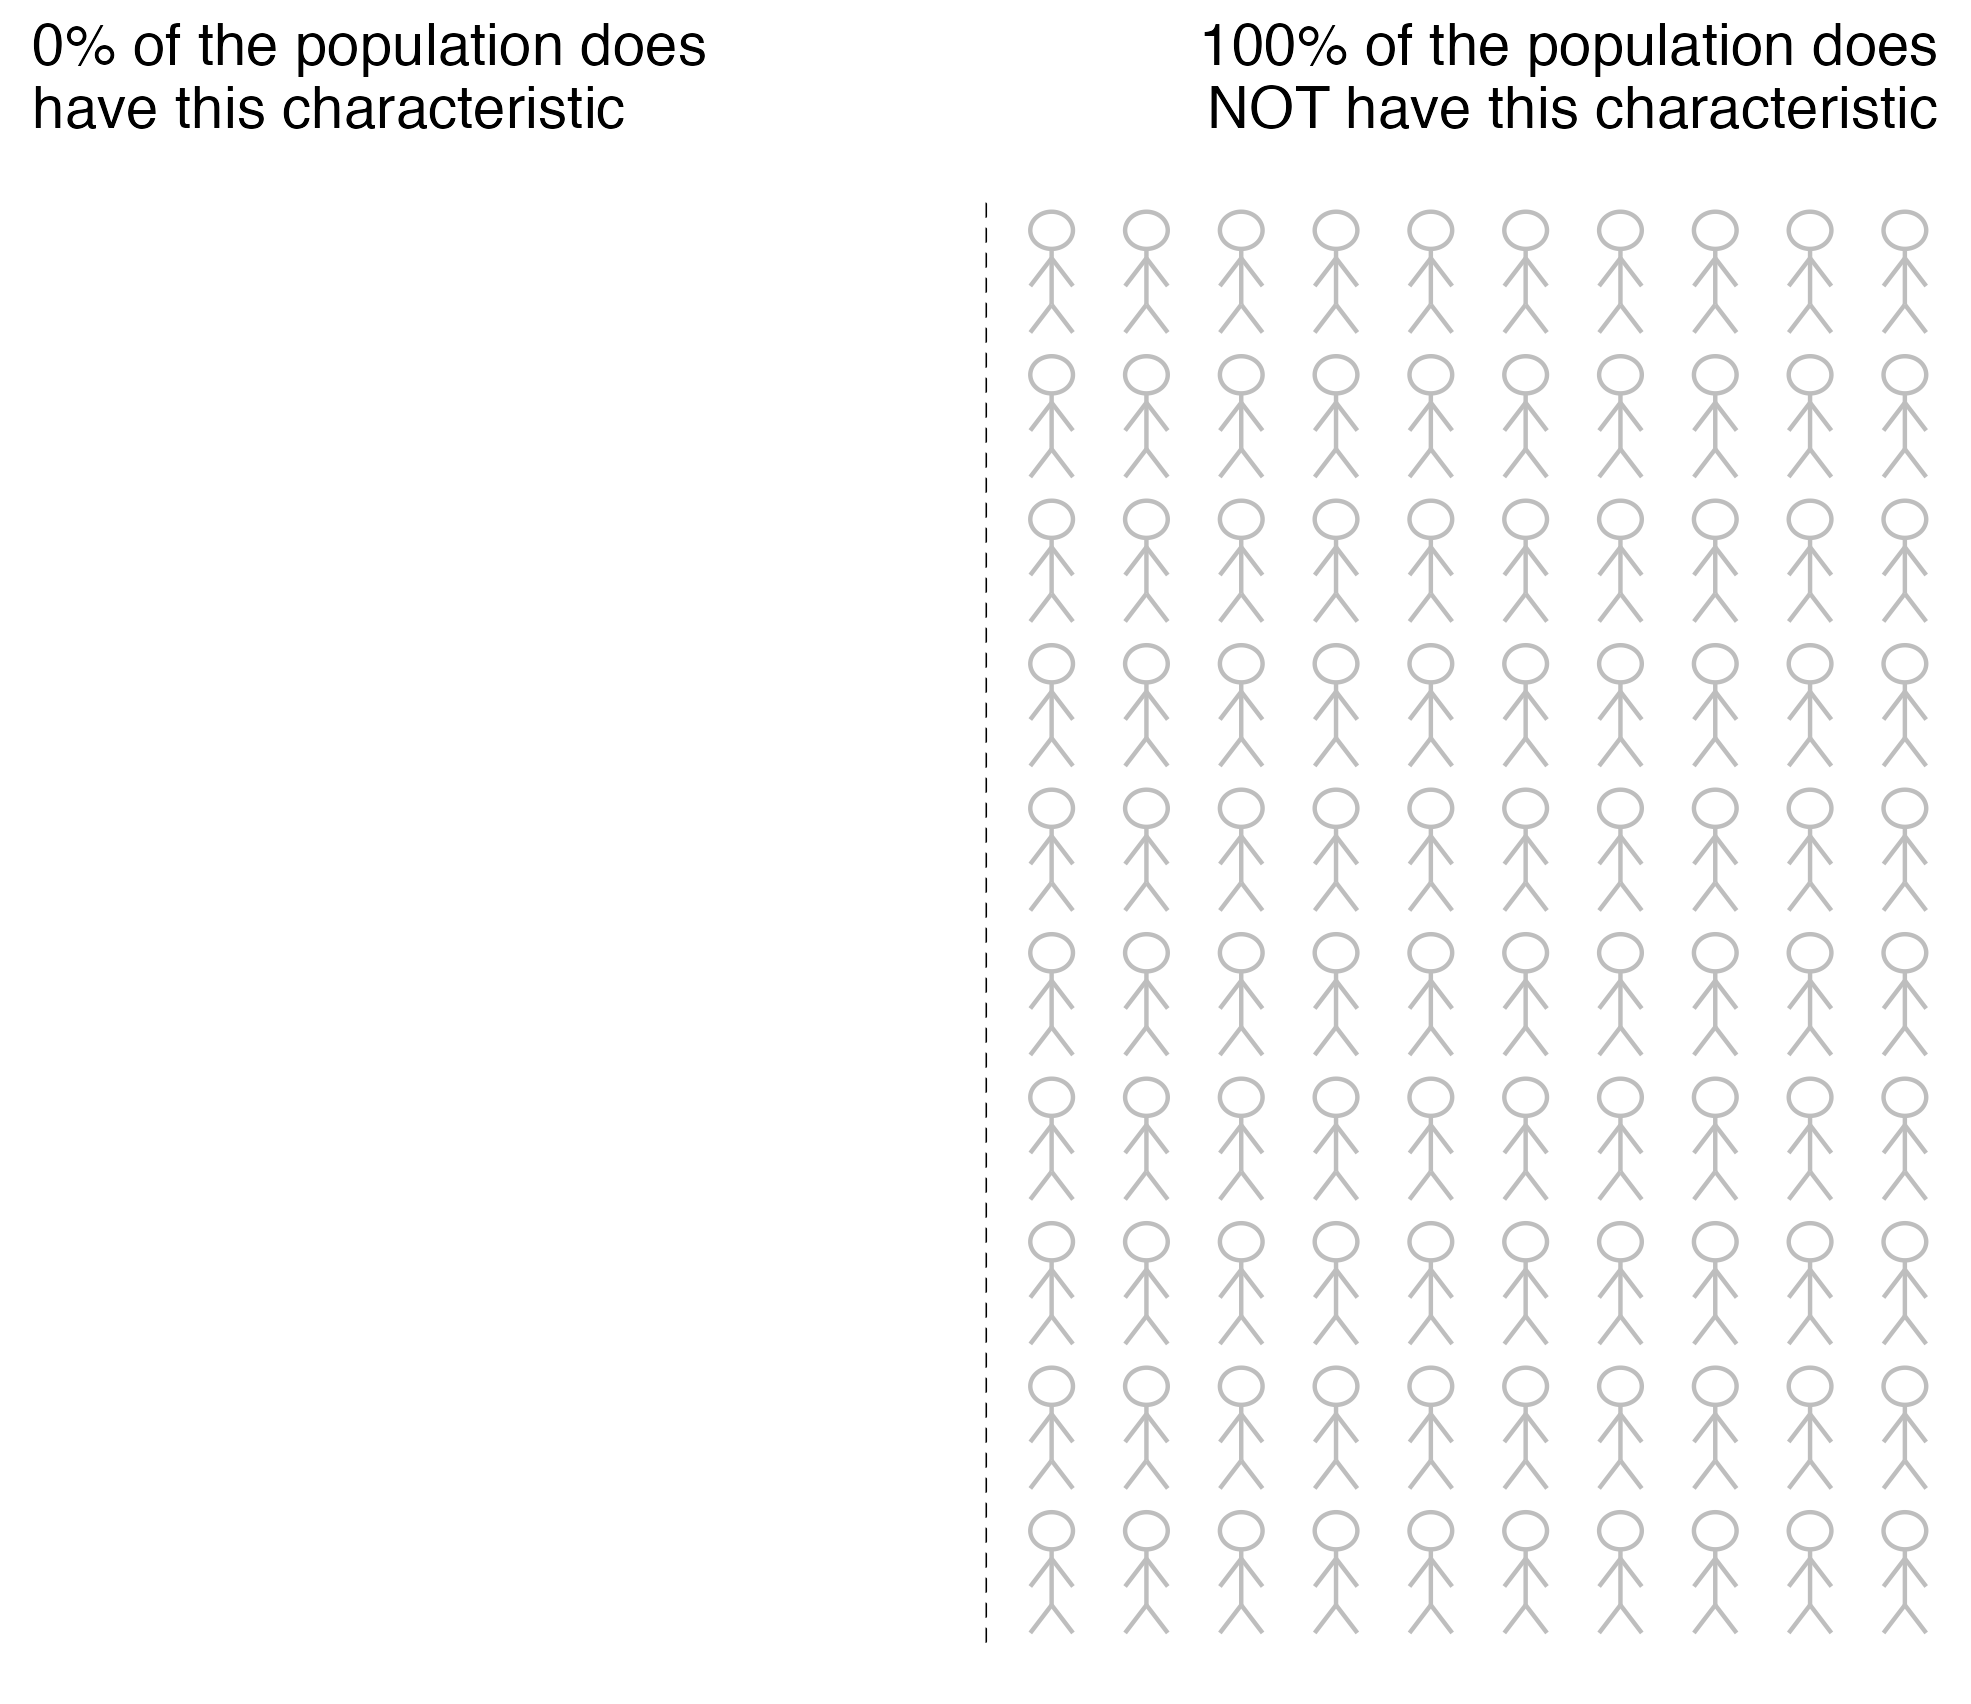 0% of the population does
have this characteristic
100% of the population does
NOT have this characteristic